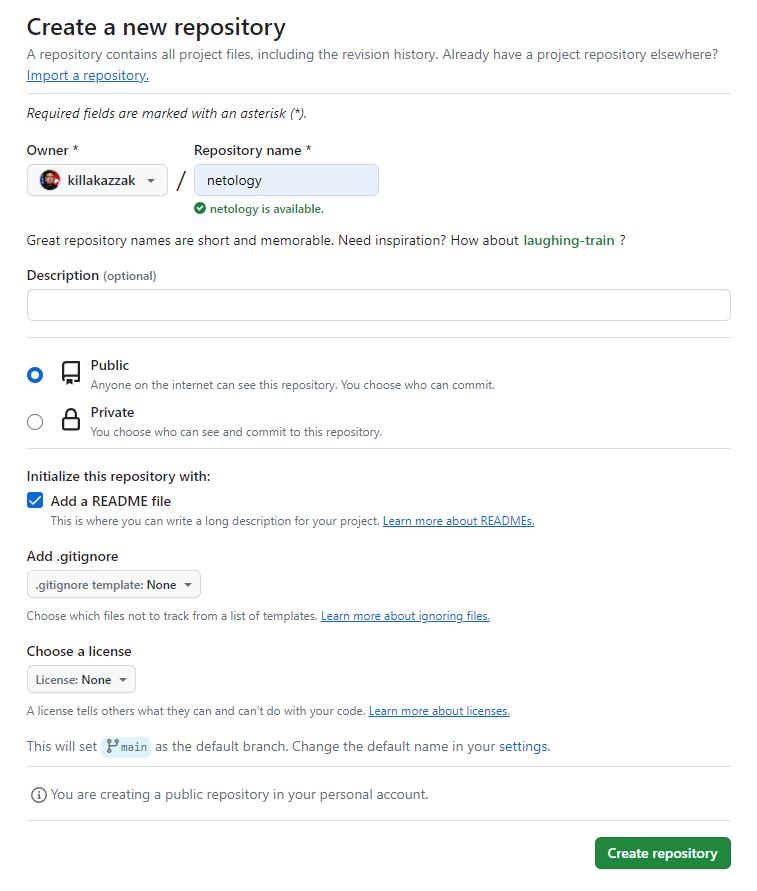 Create a new repository
A repository contains all project files, including the revision history. Already have a project repository elsewhere?
Import a repository.
Required fields are marked with an asterisk (*).
Owner *
Repository name *
killakazzak
/
netology
netology is available.
Great repository names are short and memorable. Need inspiration? How about laughing-train ?
Description (optional)
Public
Anyone on the internet can see this repository. You choose who can commit.
Private
You choose who can see and commit to this repository.
Initialize this repository with:
Add a README file
This is where you can write a long description for your project. Learn more about READMEs.
Add .gitignore
.gitignore template: None
Choose which files not to track from a list of templates. Learn more about ignoring files.
Choose a license
License: None
A license tells others what they can and can't do with your code. Learn more about licenses.
This will set main as the default branch. Change the default name in your settings.
You are creating a public repository in your personal account.
Create repository